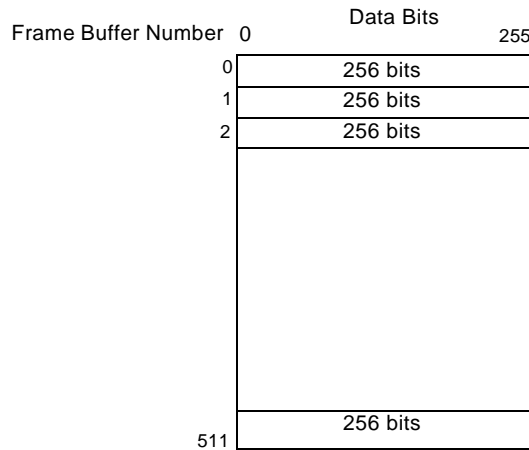 Data Bits
Frame Buffer Number 0 255
0 256 bits
1 256 bits
2 256 bits
256 bits
511